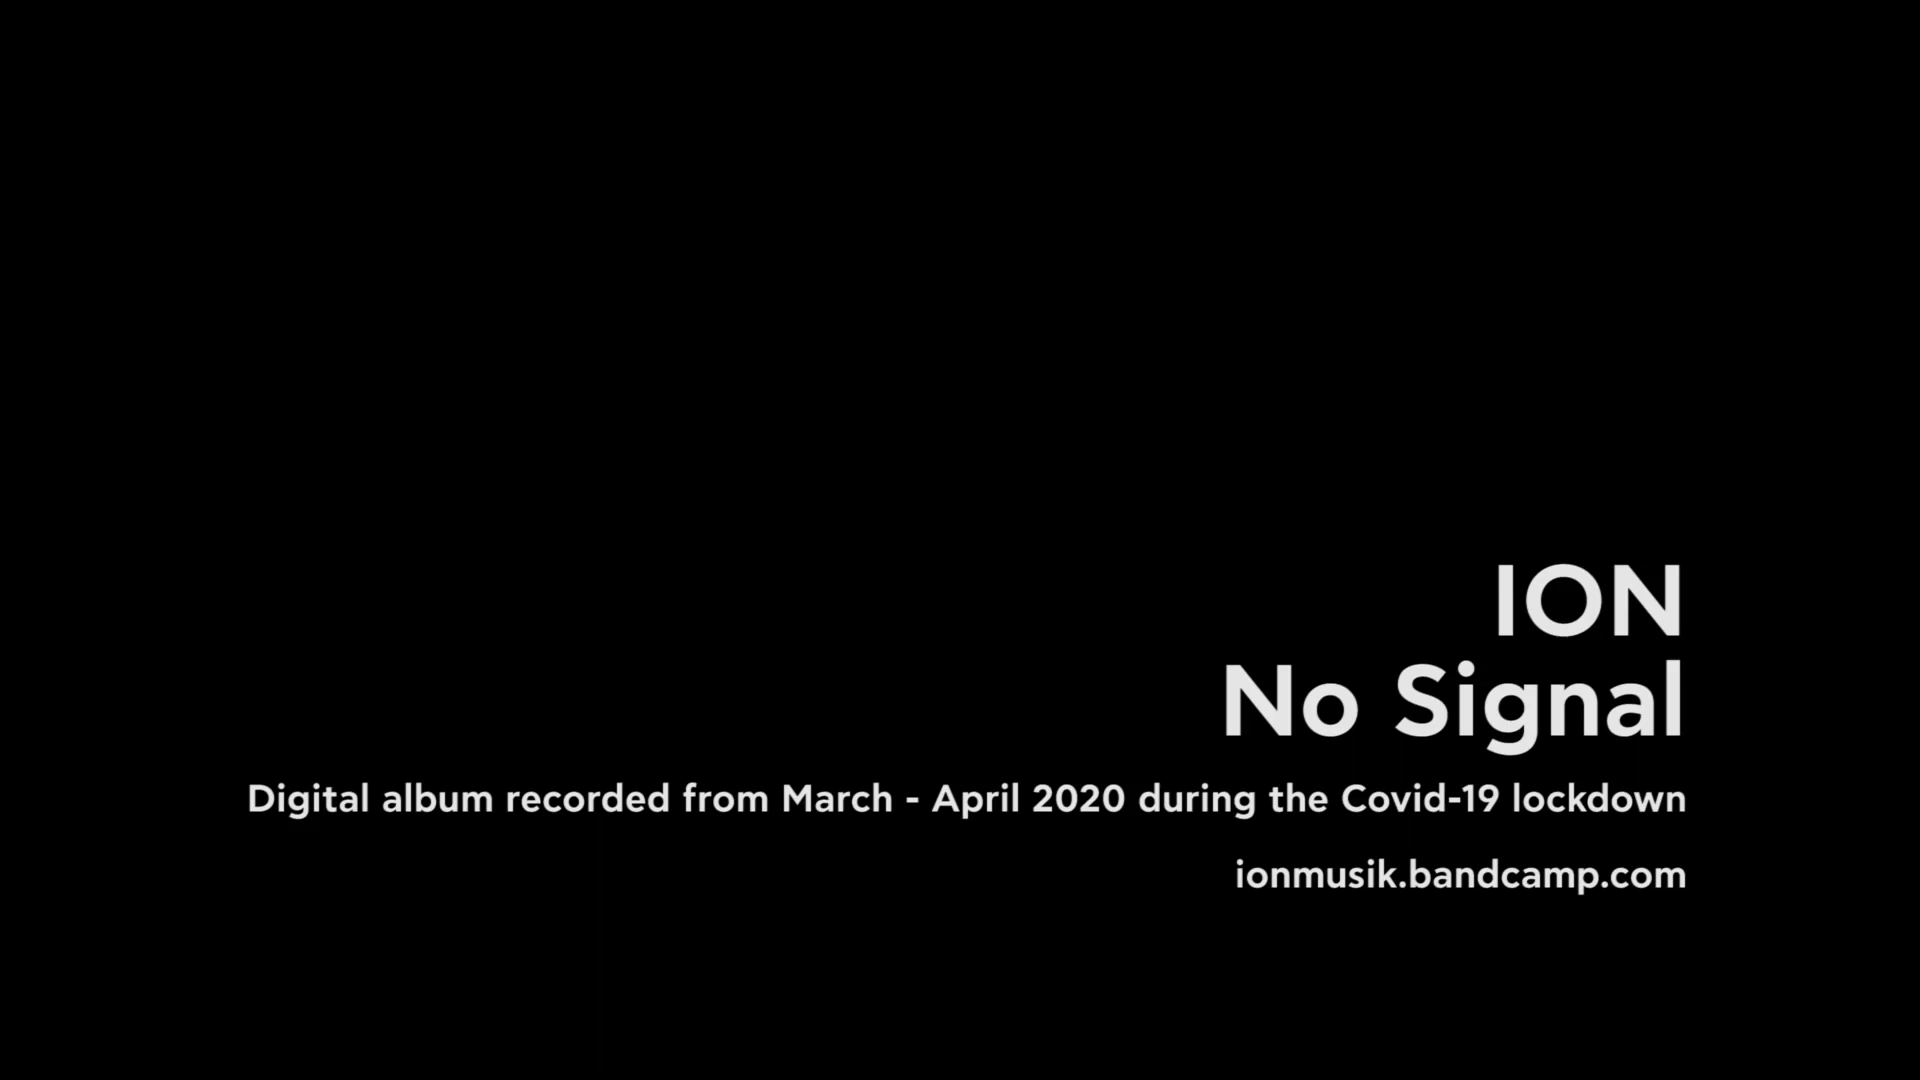 ION
No Signal
Digital album recorded from March - April 2020 during the Covid-19 lockdown
ionmusik.bandcamp.com